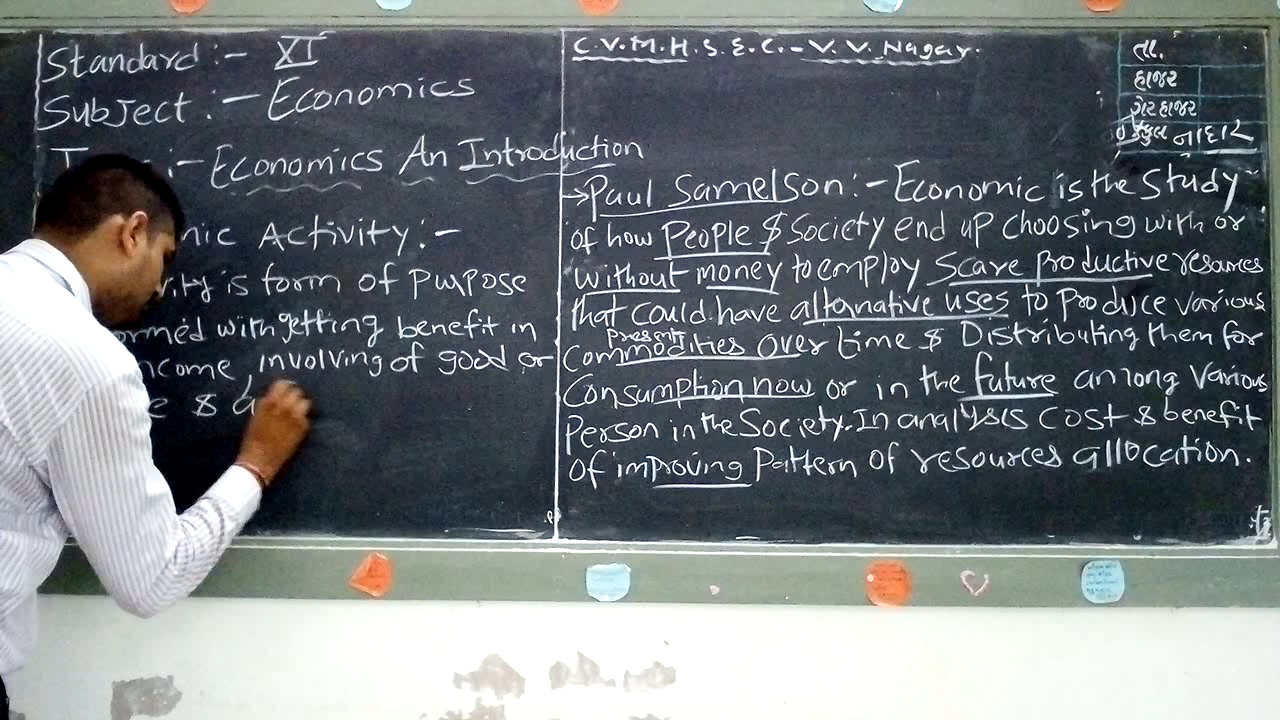 Standard :- XI
Subject :- Economics
:- Economics An Introduction
nic Activity :-
vity is form of Purpose
ormed with getting benefit in
ncome, involving of good or
e &
C.V.M.H.S.E.C. - V.V. Nagar.
તા.
હાજર
ગેરહાજર
કુલ નાદાર
→ Paul Samelson :- Economic is the Study
of how People & Society end up choosing with or
without money to employ Scare Productive resources
that could have alternative uses to Produce various
Present
Commodities over time & Distributing them for
Consumption now or in the future among various
Person in the Society. In analysis Cost & benefit
of improving Pattern of resources allocation.